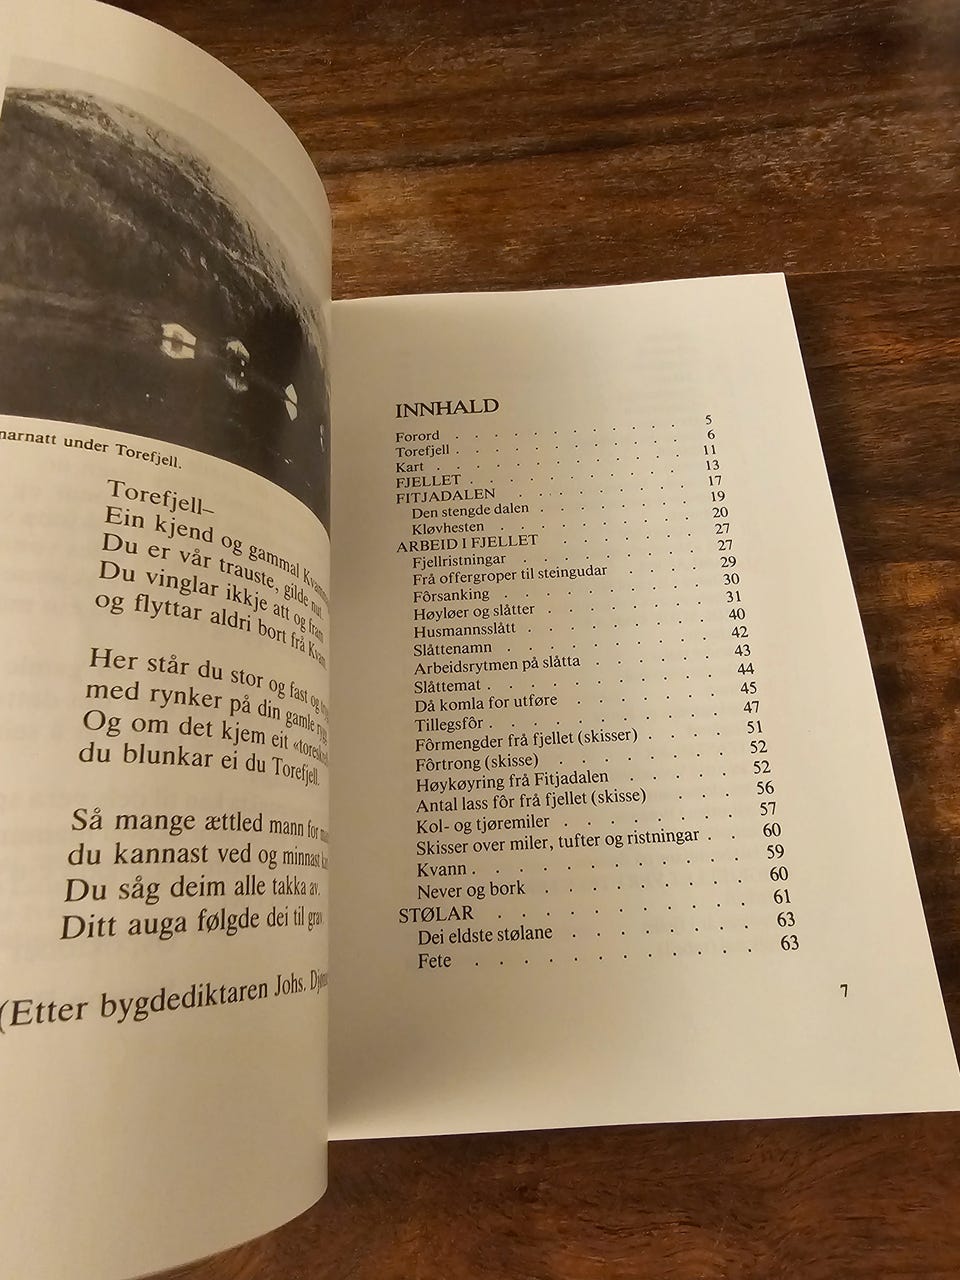 under Torefjell.
Torefjell–
Ein kjend og gammal
Du er vår trauste, gilde nut.
Du vinglar ikkje att og fram
og flyttar aldri bort frå
Her står du stor og fast og
med rynker på din gamle rygg
Og om det kjem eit
du blunkar ei du Torefjell.
Så mange ættled mann for
du kannast ved og minnast
Du såg deim alle takka av.
Ditt auga følgde dei til grav.
(Etter bygdediktaren Johs.
INNHALD
Forord . . . . . . . . . . . 5
Torefjell . . . . . . . . . . . 6
Kart . . . . . . . . . . . 11
FJELLET . . . . . . . . . . . 13
FITJADALEN . . . . . . . . . 17
Den stengde dalen . . . . . . . . 19
Kløvhesten . . . . . . . . . . 20
ARBEID I FJELLET . . . . . . . . 27
Fjellristningar . . . . . . . . . 27
Frå offergroper til steingudar . . . . . 29
Fôrsanking . . . . . . . . . . 30
Høyløer og slåtter . . . . . . . . 31
Husmannsslått . . . . . . . . . 40
Slåttenamn . . . . . . . . . . 42
Arbeidsrytmen på slåtta . . . . . . 43
Slåttemat . . . . . . . . . . 44
Då komla for utføre . . . . . . . 45
Tillegsfôr . . . . . . . . . . 47
Fôrmengder frå fjellet (skisser) . . . . 51
Fôrtrong (skisse) . . . . . . . . 52
Høykøyring frå Fitjadalen . . . . . . 52
Antal lass fôr frå fjellet (skisse) . . . 56
Kol- og tjøremiler . . . . . . . . 57
Skisser over miler, tufter og ristningar . . 60
Kvann . . . . . . . . . . . 59
Never og bork . . . . . . . . . 60
STØLAR . . . . . . . . . . 61
Dei eldste stølane . . . . . . . 63
Fete . . . . . . . . . . . 63
7